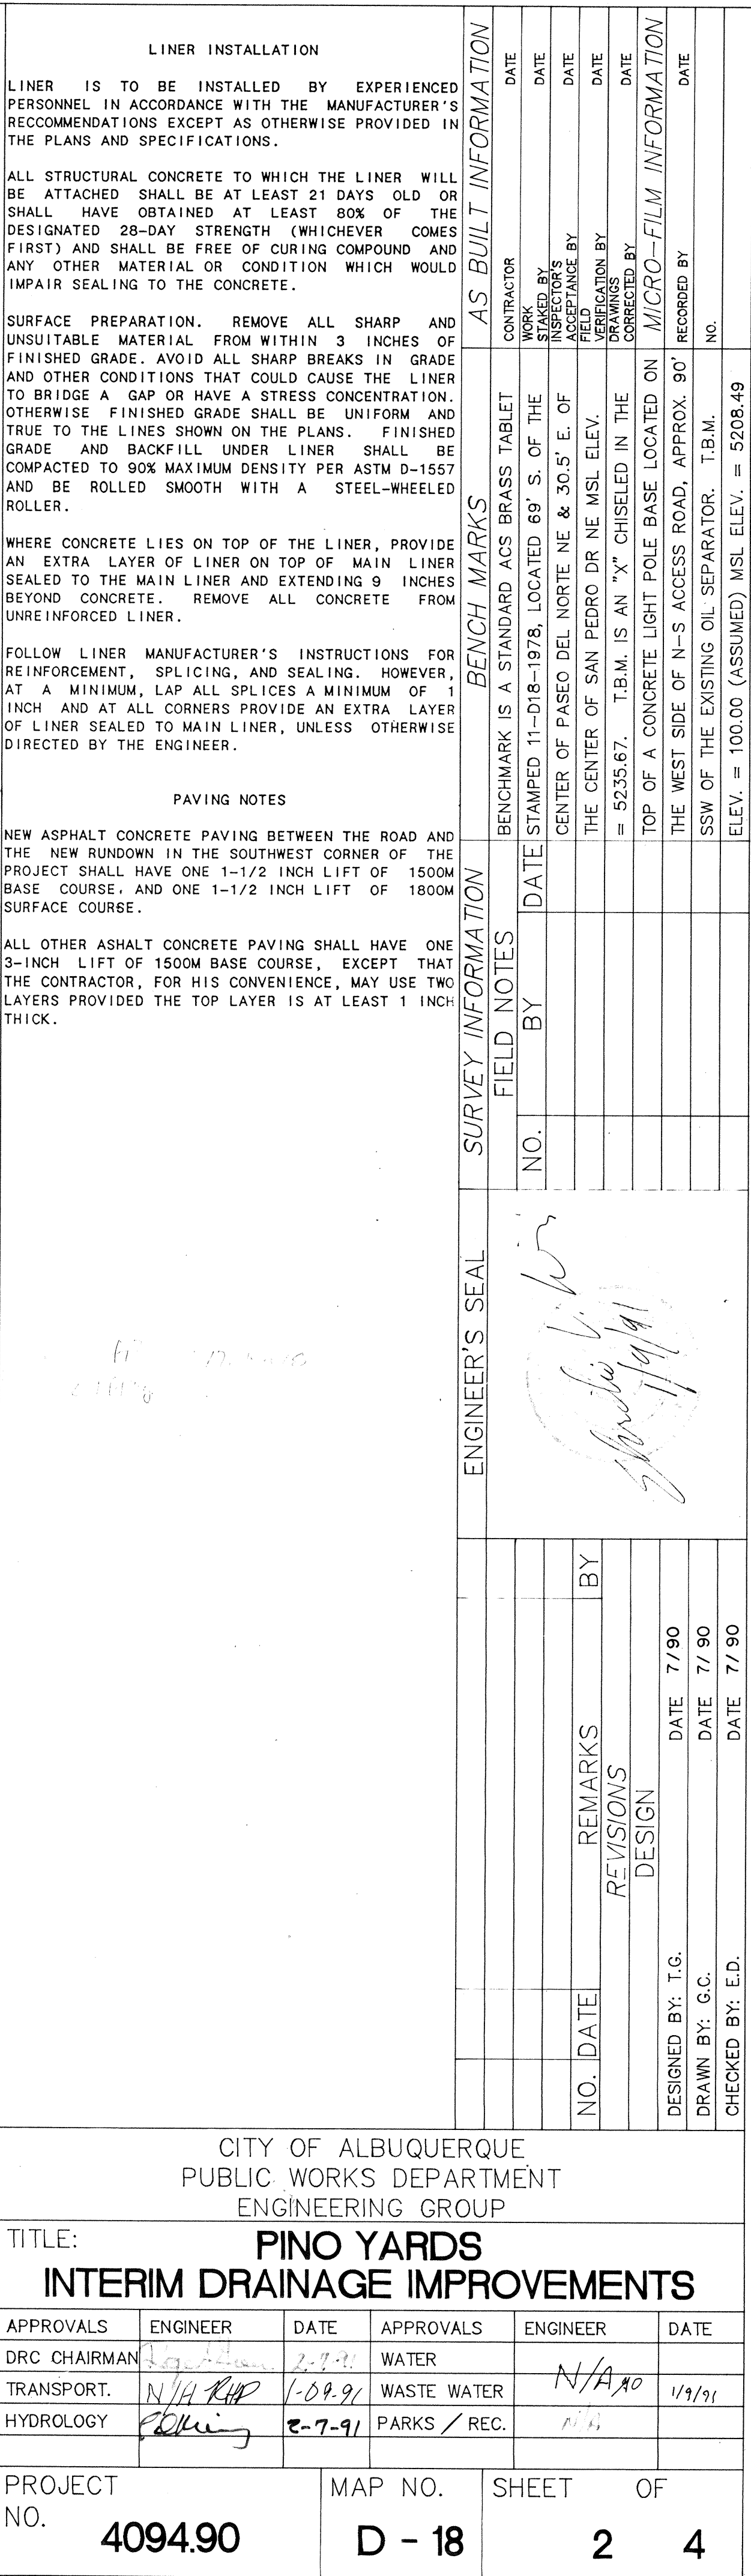 LINER INSTALLATION
LINER IS TO BE INSTALLED BY EXPERIENCED
PERSONNEL IN ACCORDANCE WITH THE MANUFACTURER'S
RECCOMMENDATIONS EXCEPT AS OTHERWISE PROVIDED IN
THE PLANS AND SPECIFICATIONS.
ALL STRUCTURAL CONCRETE TO WHICH THE LINER WILL
BE ATTACHED SHALL BE AT LEAST 21 DAYS OLD OR
SHALL HAVE OBTAINED AT LEAST 80% OF THE
DESIGNATED 28-DAY STRENGTH (WHICHEVER COMES
FIRST) AND SHALL BE FREE OF CURING COMPOUND AND
ANY OTHER MATERIAL OR CONDITION WHICH WOULD
IMPAIR SEALING TO THE CONCRETE.
SURFACE PREPARATION. REMOVE ALL SHARP AND
UNSUITABLE MATERIAL FROM WITHIN 3 INCHES OF
FINISHED GRADE. AVOID ALL SHARP BREAKS IN GRADE
AND OTHER CONDITIONS THAT COULD CAUSE THE LINER
TO BRIDGE A GAP OR HAVE A STRESS CONCENTRATION.
OTHERWISE FINISHED GRADE SHALL BE UNIFORM AND
TRUE TO THE LINES SHOWN ON THE PLANS. FINISHED
GRADE AND BACKFILL UNDER LINER SHALL BE
COMPACTED TO 90% MAXIMUM DENSITY PER ASTM D-1557
AND BE ROLLED SMOOTH WITH A STEEL-WHEELED
ROLLER.
WHERE CONCRETE LIES ON TOP OF THE LINER, PROVIDE
AN EXTRA LAYER OF LINER ON TOP OF MAIN LINER
SEALED TO THE MAIN LINER AND EXTENDING 9 INCHES
BEYOND CONCRETE. REMOVE ALL CONCRETE FROM
UNREINFORCED LINER.
FOLLOW LINER MANUFACTURER'S INSTRUCTIONS FOR
REINFORCEMENT, SPLICING, AND SEALING. HOWEVER,
AT A MINIMUM, LAP ALL SPLICES A MINIMUM OF 1
INCH AND AT ALL CORNERS PROVIDE AN EXTRA LAYER
OF LINER SEALED TO MAIN LINER, UNLESS OTHERWISE
DIRECTED BY THE ENGINEER.
PAVING NOTES
NEW ASPHALT CONCRETE PAVING BETWEEN THE ROAD AND
THE NEW RUNDOWN IN THE SOUTHWEST CORNER OF THE
PROJECT SHALL HAVE ONE 1-1/2 INCH LIFT OF 1500M
BASE COURSE, AND ONE 1-1/2 INCH LIFT OF 1800M
SURFACE COURSE.
ALL OTHER ASHALT CONCRETE PAVING SHALL HAVE ONE
3-INCH LIFT OF 1500M BASE COURSE, EXCEPT THAT
THE CONTRACTOR, FOR HIS CONVENIENCE, MAY USE TWO
LAYERS PROVIDED THE TOP LAYER IS AT LEAST 1 INCH
THICK.
AS BUILT INFORMATION
CONTRACTOR DATE
WORK
STAKED BY DATE
INSPECTOR'S
ACCEPTANCE BY DATE
FIELD
VERIFICATION BY DATE
DRAWINGS
CORRECTED BY DATE
MICRO-FILM INFORMATION
RECORDED BY DATE
NO.
BENCH MARKS
BENCHMARK IS A STANDARD ACS BRASS TABLET
STAMPED 11-D18-1978, LOCATED 69' S. OF THE
CENTER OF PASEO DEL NORTE NE & 30.5' E. OF
THE CENTER OF SAN PEDRO DR NE MSL ELEV.
= 5235.67. T.B.M. IS AN "X" CHISELED IN THE
TOP OF A CONCRETE LIGHT POLE BASE LOCATED ON
THE WEST SIDE OF N-S ACCESS ROAD, APPROX. 90'
SSW OF THE EXISTING OIL SEPARATOR. T.B.M.
ELEV. = 100.00 (ASSUMED) MSL ELEV. = 5208.49
SURVEY INFORMATION
FIELD NOTES
NO. BY DATE
ENGINEER'S SEAL
1/9/91
NO. DATE REMARKS BY
REVISIONS
DESIGN
DESIGNED BY: T.G. DATE 7/90
DRAWN BY: G.C. DATE 7/90
CHECKED BY: E.D. DATE 7/90
CITY OF ALBUQUERQUE
PUBLIC WORKS DEPARTMENT
ENGINEERING GROUP
TITLE: PINO YARDS
INTERIM DRAINAGE IMPROVEMENTS
APPROVALS ENGINEER DATE APPROVALS ENGINEER DATE
DRC CHAIRMAN 2-7-91 WATER
TRANSPORT. N/A RHP 1-09-91 WASTE WATER N/A 1/9/91
HYDROLOGY 2-7-91 PARKS / REC. N/A
PROJECT NO. 4094.90
MAP NO. D - 18
SHEET 2 OF 4